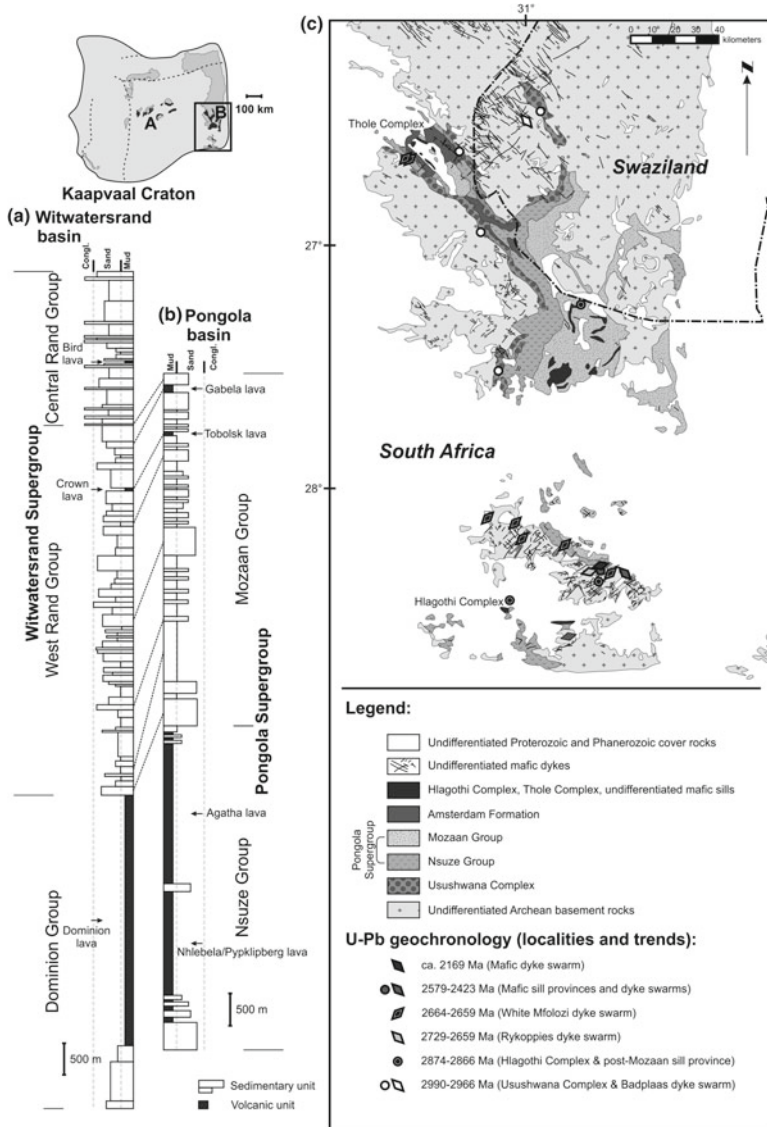 A
B
100 km
Kaapvaal Craton
(a) Witwatersrand
basin
Congl.
Sand
Mud
Central Rand Group
Bird
lava
Witwatersrand Supergroup
Crown
lava
West Rand Group
Dominion Group
Dominion
lava
500 m
(b) Pongola
basin
Mud
Sand
Congl.
Gabela lava
Tobolsk lava
Mozaan Group
Pongola Supergroup
Agatha lava
Nsuze Group
Nhlebela/Pypklipberg lava
500 m
Sedimentary unit
Volcanic unit
(c)
31°
0 10 20 30 40
kilometers
N
Thole Complex
Swaziland
27°
South Africa
28°
Hlagothi Complex
Legend:
Undifferentiated Proterozoic and Phanerozoic cover rocks
Undifferentiated mafic dykes
Hlagothi Complex, Thole Complex, undifferentiated mafic sills
Amsterdam Formation
Pongola
Supergroup
Mozaan Group
Nsuze Group
Usushwana Complex
Undifferentiated Archean basement rocks
U-Pb geochronology (localities and trends):
ca. 2169 Ma (Mafic dyke swarm)
2579-2423 Ma (Mafic sill provinces and dyke swarms)
2664-2659 Ma (White Mfolozi dyke swarm)
2729-2659 Ma (Rykoppies dyke swarm)
2874-2866 Ma (Hlagothi Complex & post-Mozaan sill province)
2990-2966 Ma (Usushwana Complex & Badplaas dyke swarm)